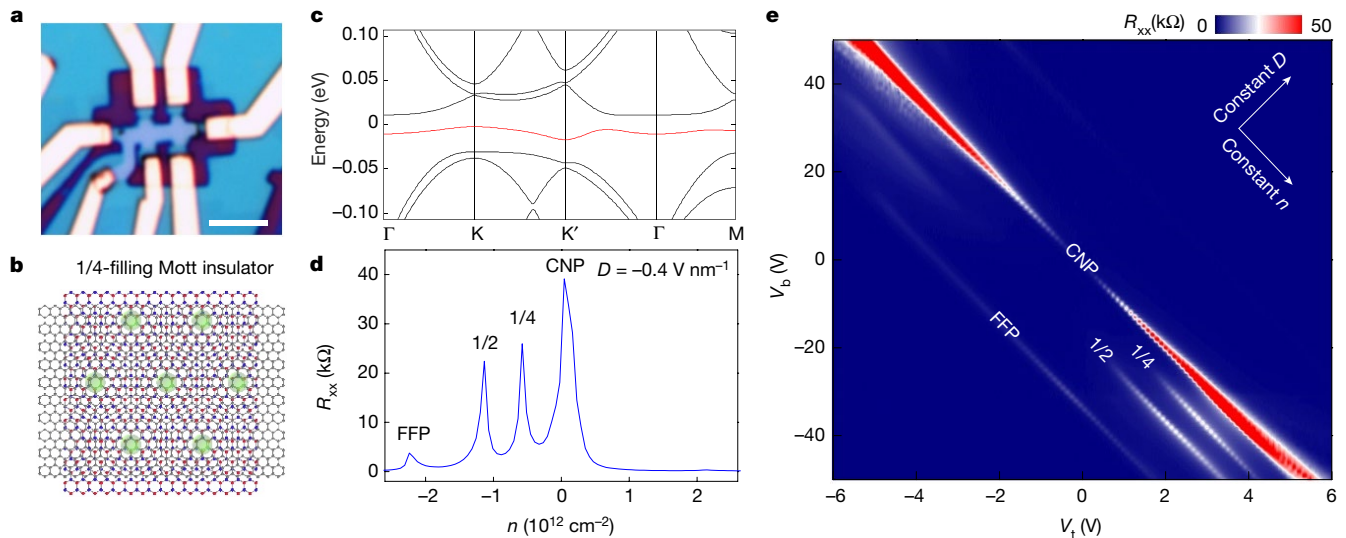 a
b
1/4-filling Mott insulator
c
Energy (eV)
0.10
0.05
0
−0.05
−0.10
Γ K K′ Γ M
d
D = −0.4 V nm⁻¹
CNP
1/4
1/2
FFP
Rxx (kΩ)
40
30
20
10
0
−2 −1 0 1 2
n (10¹² cm⁻²)
e
Rxx(kΩ) 0 50
Constant D
Constant n
CNP
FFP
1/2
1/4
Vb (V)
40
20
0
−20
−40
−6 −4 −2 0 2 4 6
Vt (V)